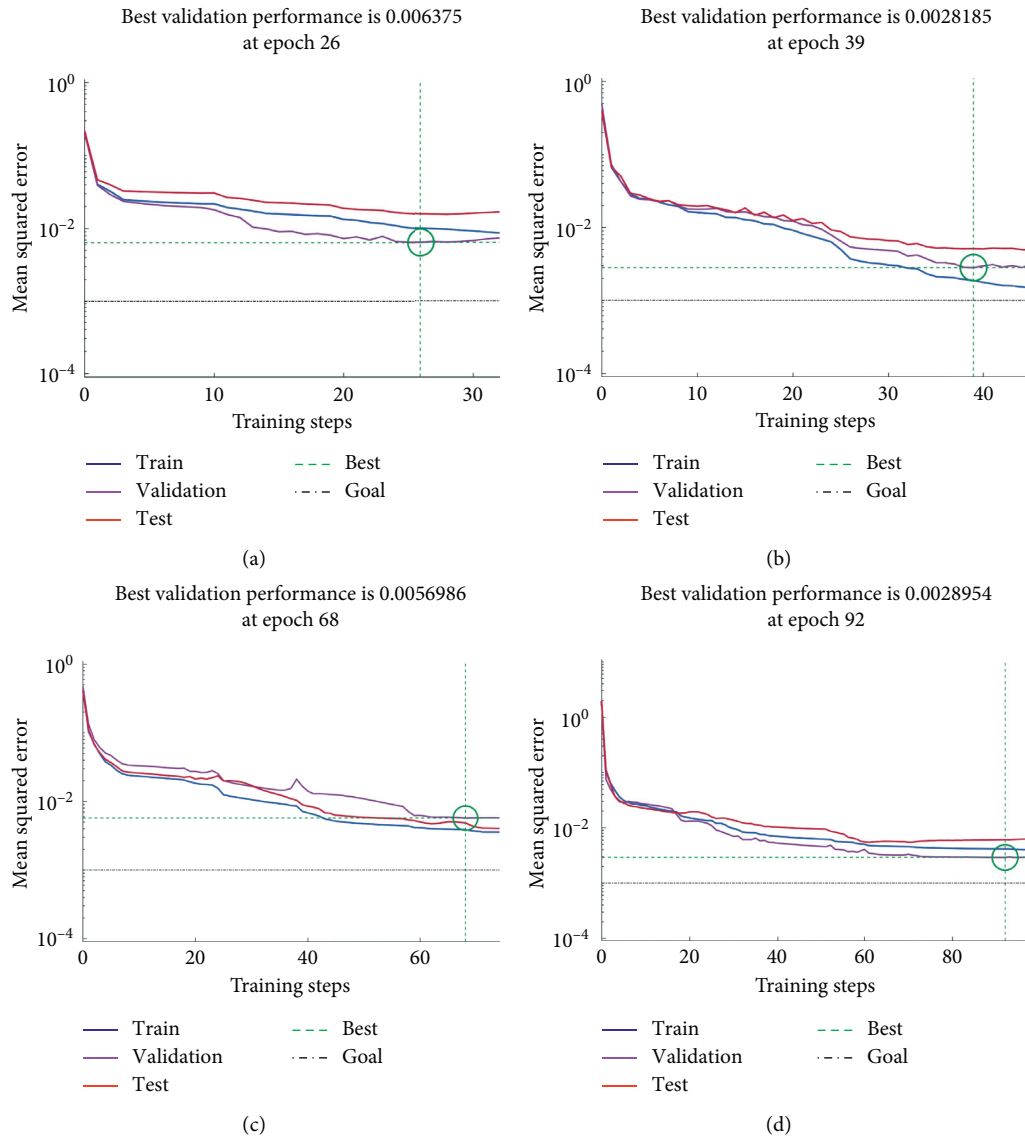 Best validation performance is 0.006375
at epoch 26
Mean squared error
10^0
10^-2
10^-4
0 10 20 30
Training steps
Train
Validation
Test
Best
Goal
(a)
Best validation performance is 0.0028185
at epoch 39
Mean squared error
10^0
10^-2
10^-4
0 10 20 30 40
Training steps
Train
Validation
Test
Best
Goal
(b)
Best validation performance is 0.0056986
at epoch 68
Mean squared error
10^0
10^-2
10^-4
0 20 40 60
Training steps
Train
Validation
Test
Best
Goal
(c)
Best validation performance is 0.0028954
at epoch 92
Mean squared error
10^0
10^-2
10^-4
0 20 40 60 80
Training steps
Train
Validation
Test
Best
Goal
(d)